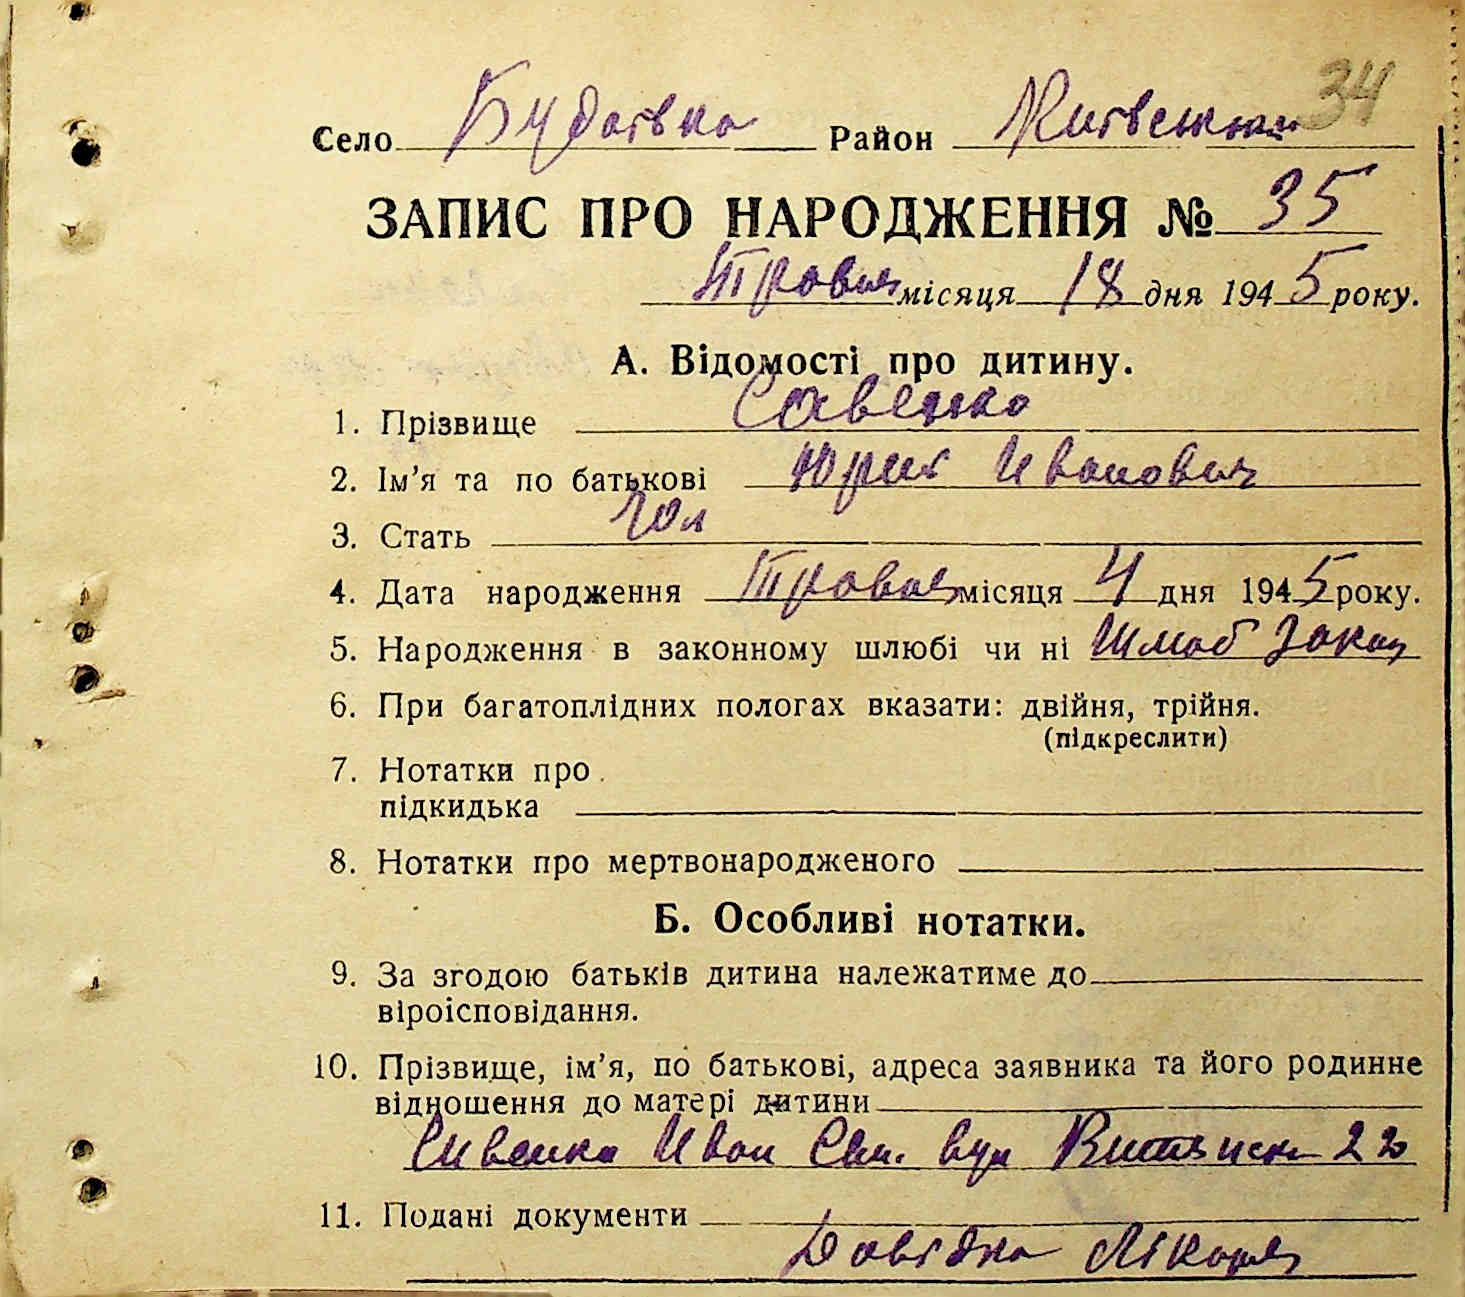 34
Село Будаївка Район Київський
ЗАПИС ПРО НАРОДЖЕННЯ № 35
Травня місяця 18 дня 1945 року.
А. Відомості про дитину.
1. Прізвище Савенко
2. Ім'я та по батькові Юрий Иванович
3. Стать Чол
4. Дата народження Травня місяця 4 дня 1945 року.
5. Народження в законному шлюбі чи ні Шлюб закон
6. При багатоплідних пологах вказати: двійня, трійня.
(підкреслити)
7. Нотатки про
підкидька
8. Нотатки про мертвонародженого
Б. Особливі нотатки.
9. За згодою батьків дитина належатиме до
віроісповідання.
10. Прізвище, ім'я, по батькові, адреса заявника та його родинне
відношення до матері дитини
Савенко Иван вул
11. Подані документи
Довідка Лікаря